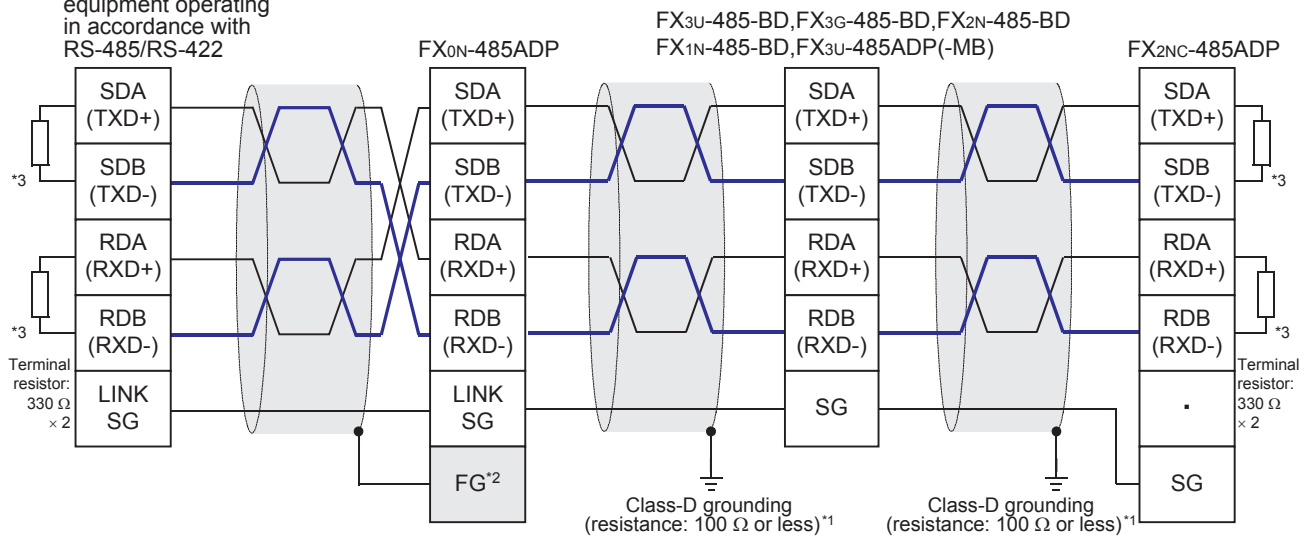 equipment operating
in accordance with
RS-485/RS-422
FX0N-485ADP
FX3U-485-BD,FX3G-485-BD,FX2N-485-BD
FX1N-485-BD,FX3U-485ADP(-MB)
FX2NC-485ADP
SDA
(TXD+)
SDB
(TXD-)
RDA
(RXD+)
RDB
(RXD-)
LINK
SG
*3
*3
Terminal
resistor:
330 Ω
× 2
SDA
(TXD+)
SDB
(TXD-)
RDA
(RXD+)
RDB
(RXD-)
LINK
SG
FG*2
SDA
(TXD+)
SDB
(TXD-)
RDA
(RXD+)
RDB
(RXD-)
SG
Class-D grounding
(resistance: 100 Ω or less)*1
Class-D grounding
(resistance: 100 Ω or less)*1
SDA
(TXD+)
SDB
(TXD-)
RDA
(RXD+)
RDB
(RXD-)
.
SG
*3
*3
Terminal
resistor:
330 Ω
× 2